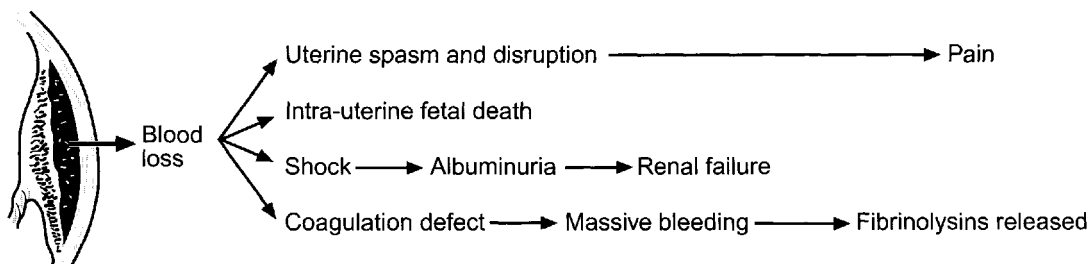 Uterine spasm and disruption Pain
Intra-uterine fetal death
Blood
loss
Shock Albuminuria Renal failure
Coagulation defect Massive bleeding Fibrinolysins released